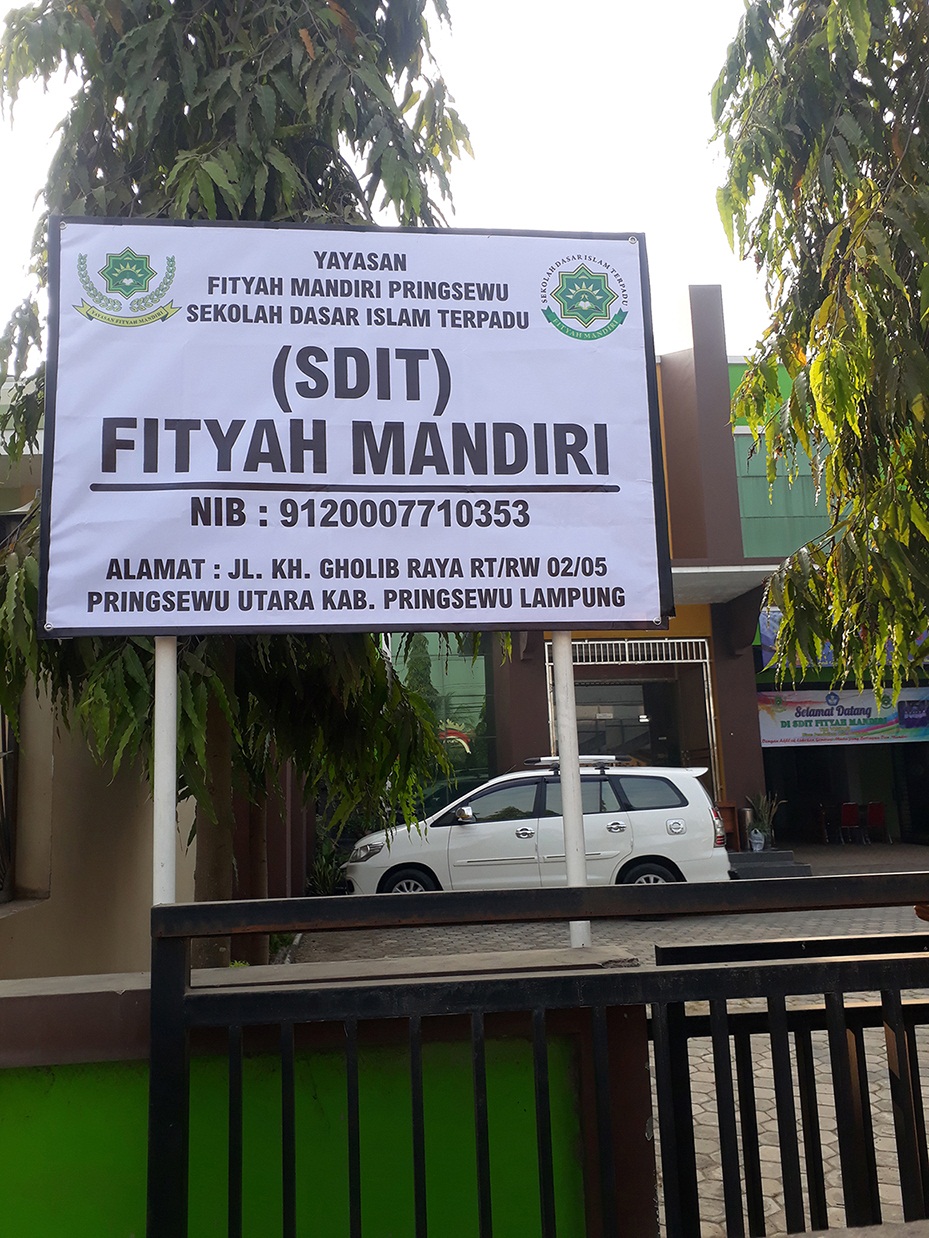 YAYASAN
FITYAH MANDIRI PRINGSEWU
SEKOLAH DASAR ISLAM TERPADU
(SDIT)
FITYAH MANDIRI
NIB : 9120007710353
ALAMAT : JL. KH. GHOLIB RAYA RT/RW 02/05
PRINGSEWU UTARA KAB. PRINGSEWU LAMPUNG
YAYASAN FITYAH MANDIRI
SEKOLAH DASAR ISLAM TERPADU
FITYAH MANDIRI
Selamat Datang
DI SDIT FITYAH MANDIRI